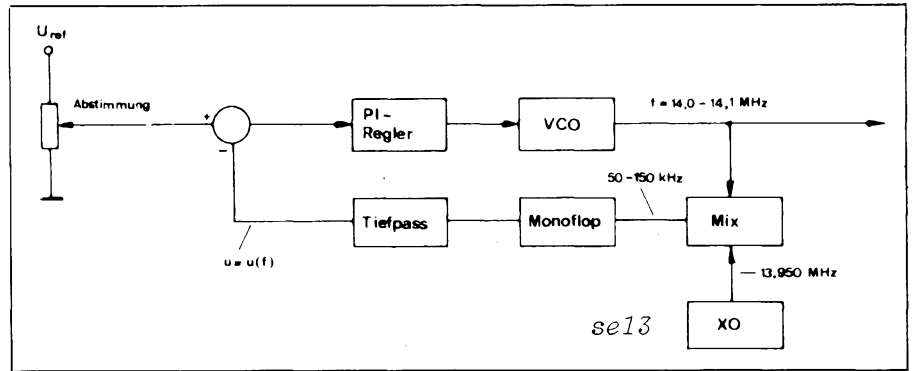 U ref
Abstimmung
+
−
PI-
Regler
VCO
f = 14,0 - 14,1 MHz
50 - 150 kHz
Tiefpass
Monoflop
Mix
u = u(f)
13,950 MHz
XO
se13